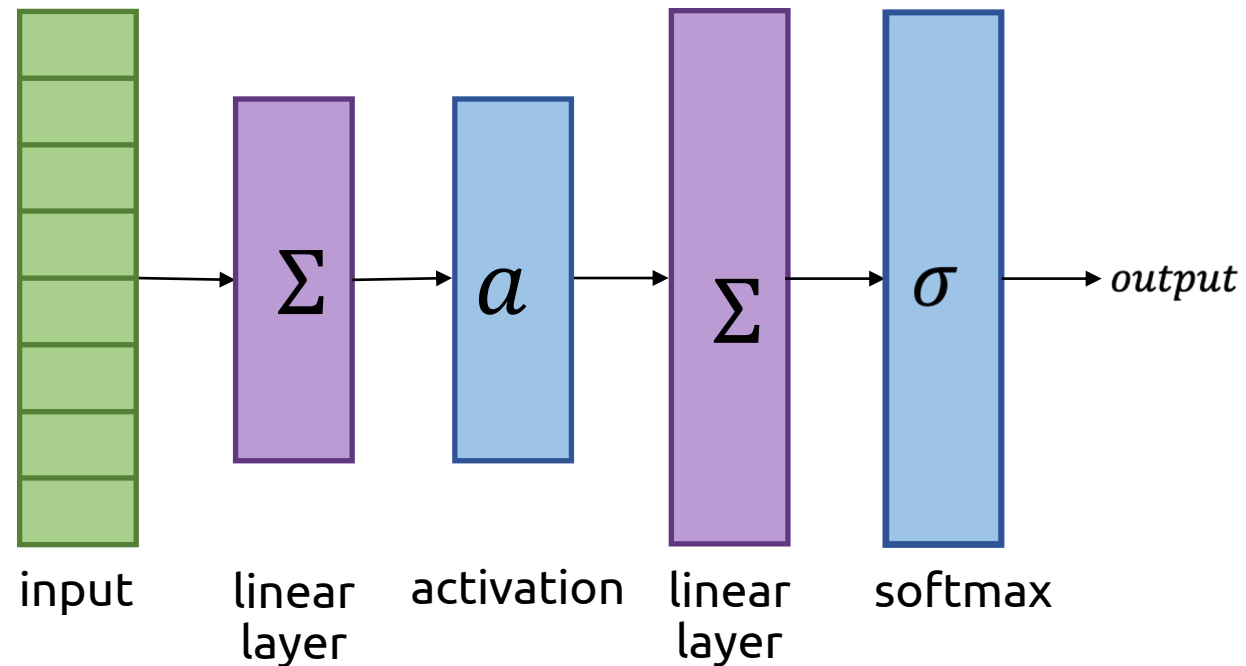 Σ
a
Σ
σ
output
input
linear
layer
activation
linear
layer
softmax